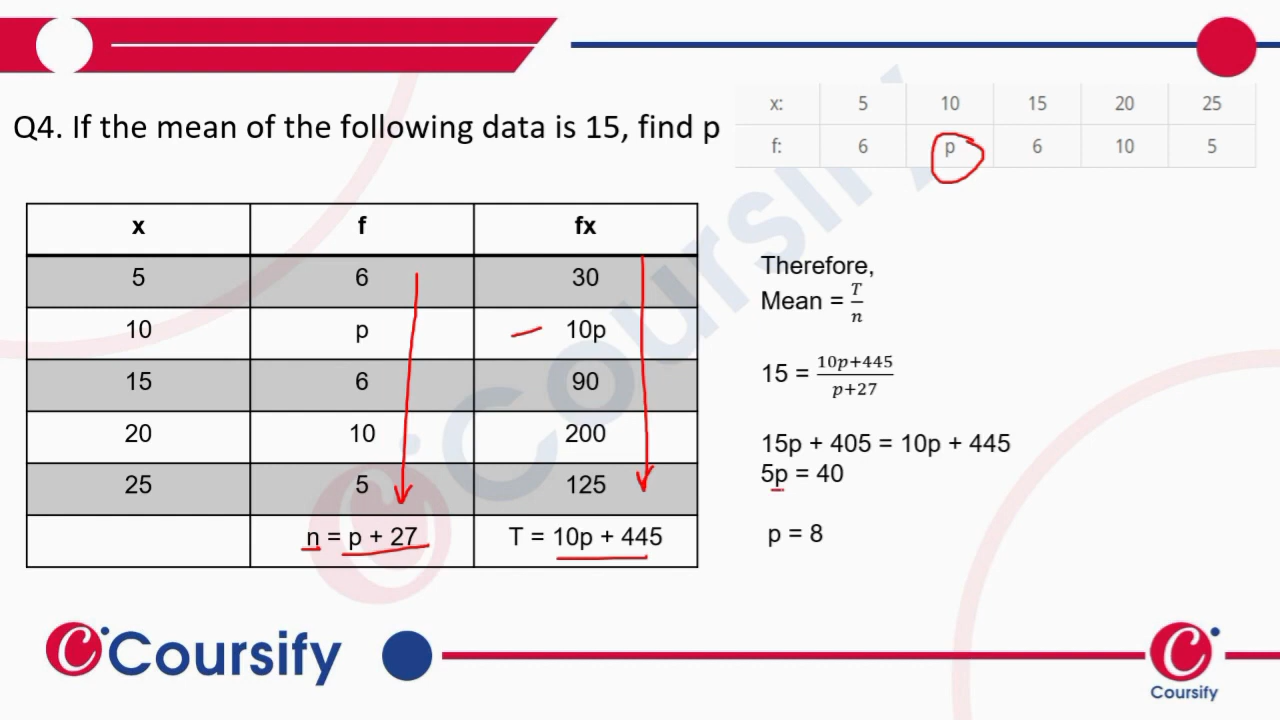 Q4. If the mean of the following data is 15, find p
x: 5 10 15 20 25
f: 6 p 6 10 5
x f fx
5 6 30
10 p 10p
15 6 90
20 10 200
25 5 125
n = p + 27 T = 10p + 445
Therefore,
Mean = T/n
15 = 10p+445/p+27
15p + 405 = 10p + 445
5p = 40
p = 8
Coursify
Coursify
Coursify